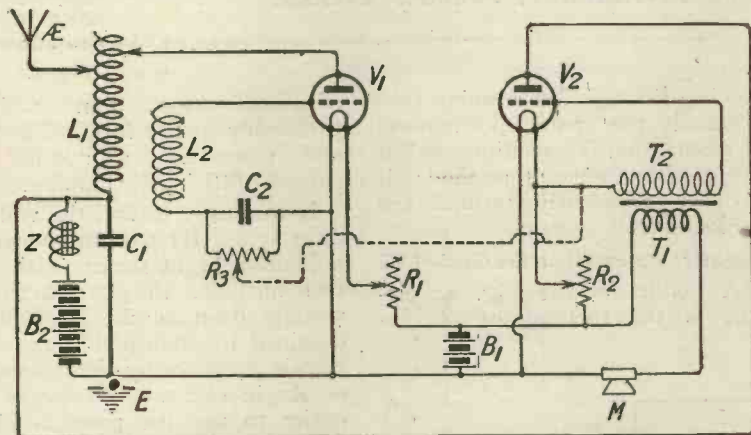 Æ
V₁
V₂
L₁
L₂
T₂
C₂
T₁
Z
C₁
R₃
R₁
R₂
B₂
B₁
E
M